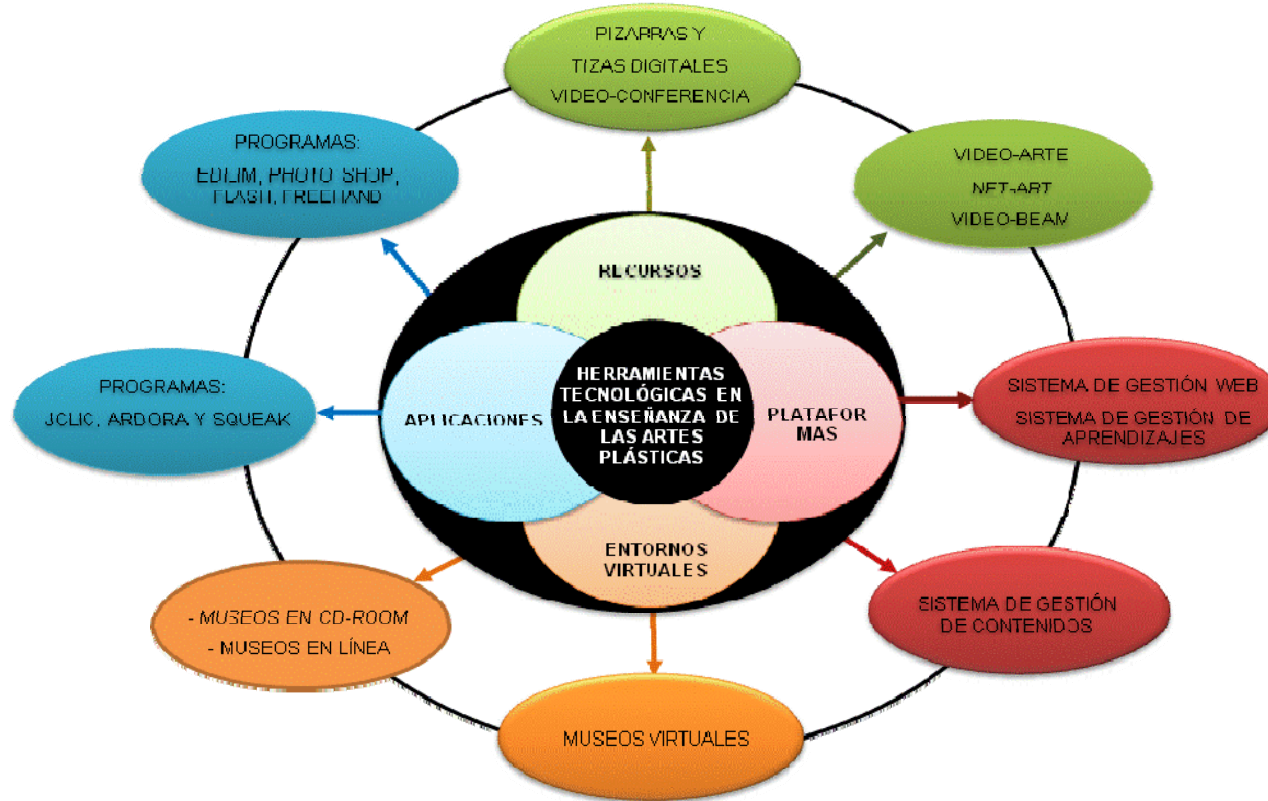 PIZARRAS Y
TIZAS DIGITALES
VIDEO-CONFERENCIA
PROGRAMAS:
EDILIM, PHOTO SHOP,
FLASH, FREEHAND
VIDEO-ARTE
NET-ART
VIDEO-BEAM
RECURSOS
PROGRAMAS:
JCLIC, ARDORA Y SQUEAK
APLICACIONES
HERRAMIENTAS
TECNOLÓGICAS EN
LA ENSEÑANZA DE
LAS ARTES
PLÁSTICAS
PLATAFOR
MAS
SISTEMA DE GESTIÓN WEB
SISTEMA DE GESTIÓN DE
APRENDIZAJES
ENTORNOS
VIRTUALES
- MUSEOS EN CD-ROOM
- MUSEOS EN LÍNEA
SISTEMA DE GESTIÓN
DE CONTENIDOS
MUSEOS VIRTUALES